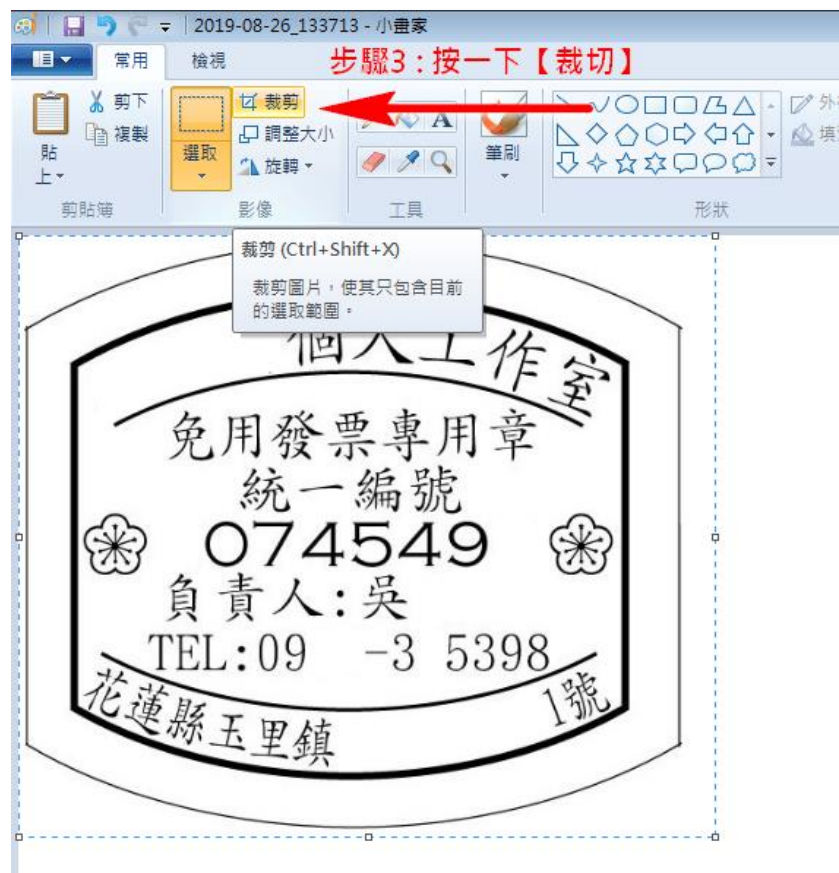 2019-08-26_133713 - 小畫家
常用 檢視
步驟3：按一下【裁切】
剪下
複製
貼上
剪貼簿
選取
裁剪
調整大小
旋轉
影像
A
工具
筆刷
形狀
外
填
裁剪 (Ctrl+Shift+X)
裁剪圖片，使其只包含目前
的選取範圍。
個人工作室
免用發票專用章
統一編號
074549
負責人:吳
TEL:09 -3 5398
花蓮縣玉里鎮 1號